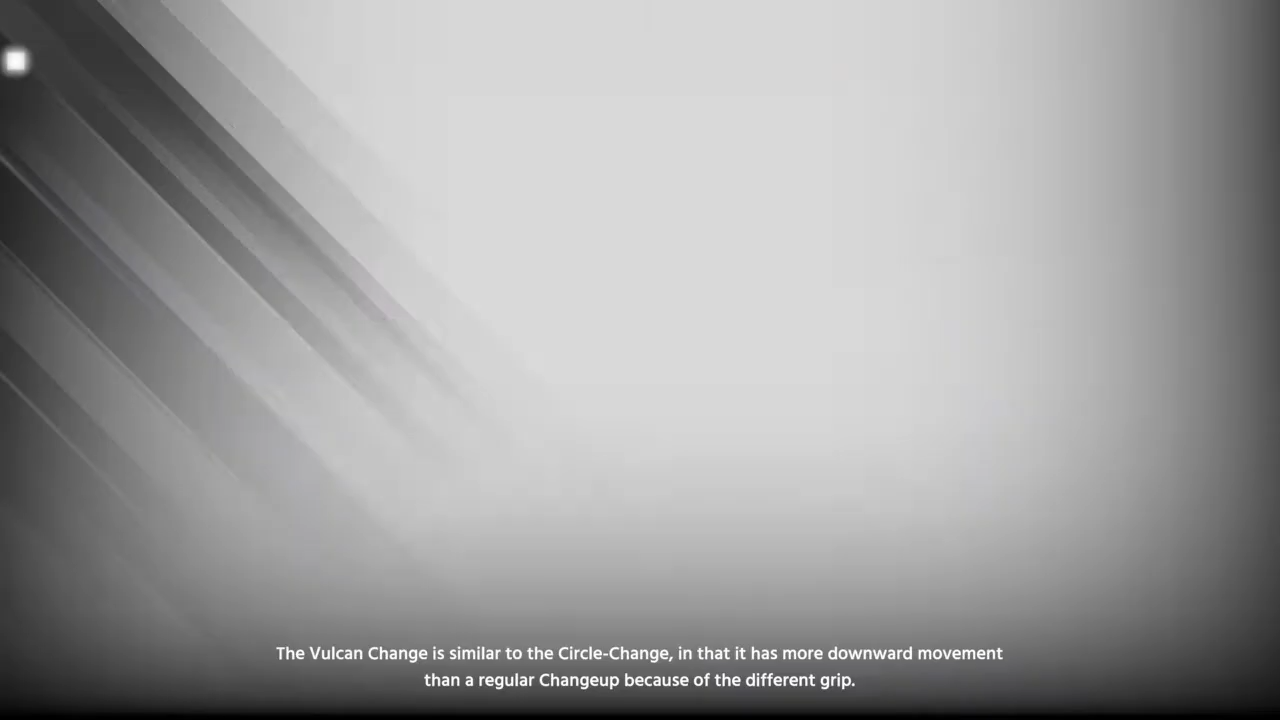 The Vulcan Change is similar to the Circle-Change, in that it has more downward movement
than a regular Changeup because of the different grip.